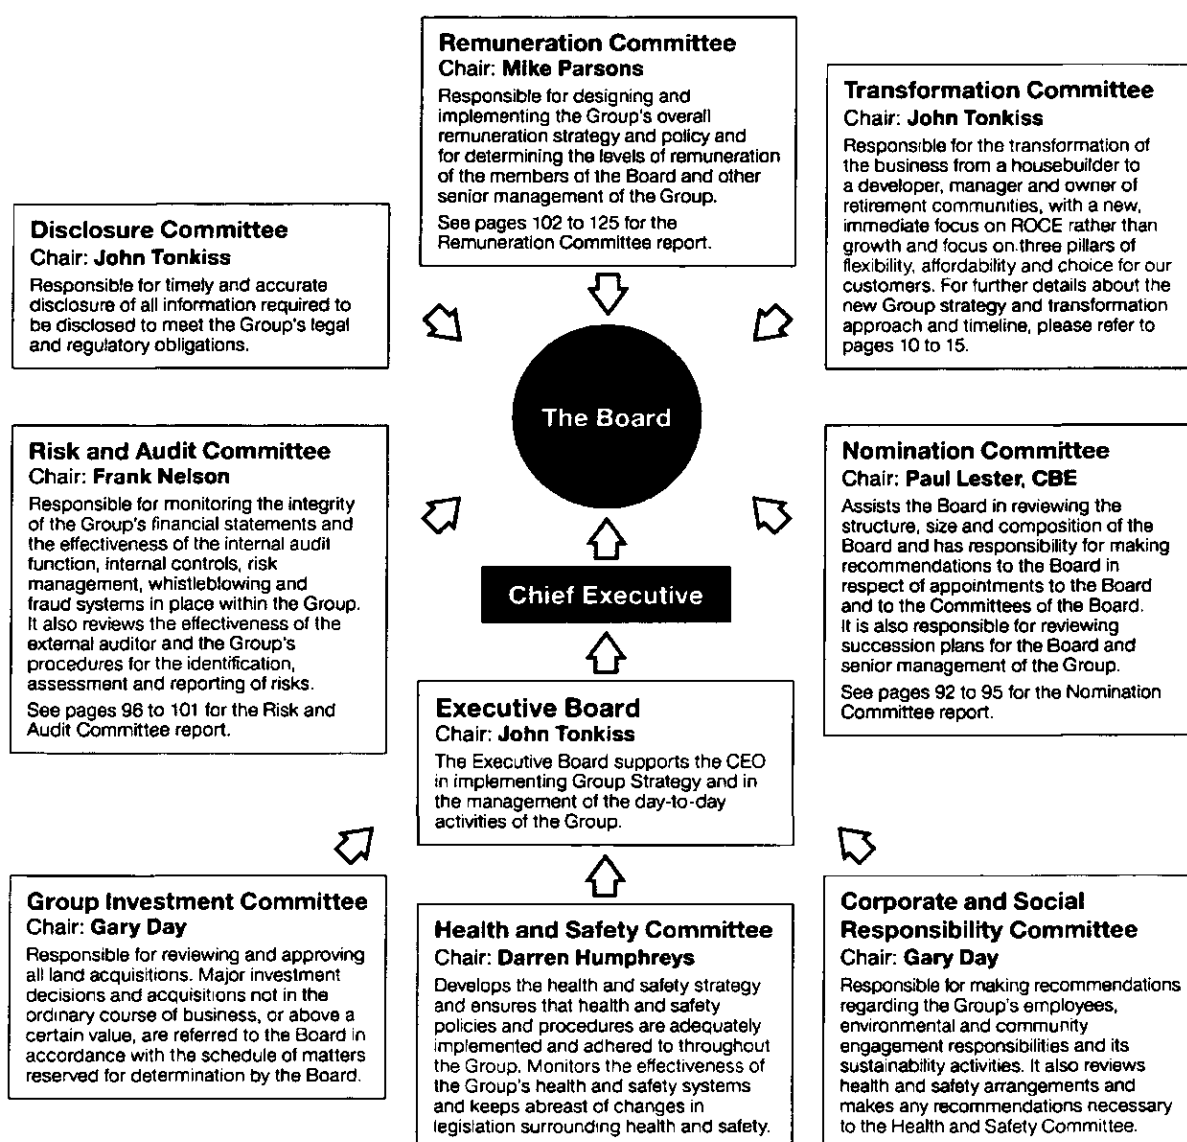 Remuneration Committee
Chair: Mike Parsons
Responsible for designing and
implementing the Group's overall
remuneration strategy and policy and
for determining the levels of remuneration
of the members of the Board and other
senior management of the Group.
See pages 102 to 125 for the
Remuneration Committee report.
Transformation Committee
Chair: John Tonkiss
Responsible for the transformation of
the business from a housebuilder to
a developer, manager and owner of
retirement communities, with a new,
immediate focus on ROCE rather than
growth and focus on three pillars of
flexibility, affordability and choice for our
customers. For further details about the
new Group strategy and transformation
approach and timeline, please refer to
pages 10 to 15.
Disclosure Committee
Chair: John Tonkiss
Responsible for timely and accurate
disclosure of all information required to
be disclosed to meet the Group's legal
and regulatory obligations.
The Board
Risk and Audit Committee
Chair: Frank Nelson
Responsible for monitoring the integrity
of the Group's financial statements and
the effectiveness of the internal audit
function, internal controls, risk
management, whistleblowing and
fraud systems in place within the Group.
It also reviews the effectiveness of the
external auditor and the Group's
procedures for the identification,
assessment and reporting of risks.
See pages 96 to 101 for the Risk and
Audit Committee report.
Nomination Committee
Chair: Paul Lester, CBE
Assists the Board in reviewing the
structure, size and composition of the
Board and has responsibility for making
recommendations to the Board in
respect of appointments to the Board
and to the Committees of the Board.
It is also responsible for reviewing
succession plans for the Board and
senior management of the Group.
See pages 92 to 95 for the Nomination
Committee report.
Chief Executive
Executive Board
Chair: John Tonkiss
The Executive Board supports the CEO
in implementing Group Strategy and in
the management of the day-to-day
activities of the Group.
Group Investment Committee
Chair: Gary Day
Responsible for reviewing and approving
all land acquisitions. Major investment
decisions and acquisitions not in the
ordinary course of business, or above a
certain value, are referred to the Board in
accordance with the schedule of matters
reserved for determination by the Board.
Health and Safety Committee
Chair: Darren Humphreys
Develops the health and safety strategy
and ensures that health and safety
policies and procedures are adequately
implemented and adhered to throughout
the Group. Monitors the effectiveness of
the Group's health and safety systems
and keeps abreast of changes in
legislation surrounding health and safety.
Corporate and Social
Responsibility Committee
Chair: Gary Day
Responsible for making recommendations
regarding the Group's employees,
environmental and community
engagement responsibilities and its
sustainability activities. It also reviews
health and safety arrangements and
makes any recommendations necessary
to the Health and Safety Committee.